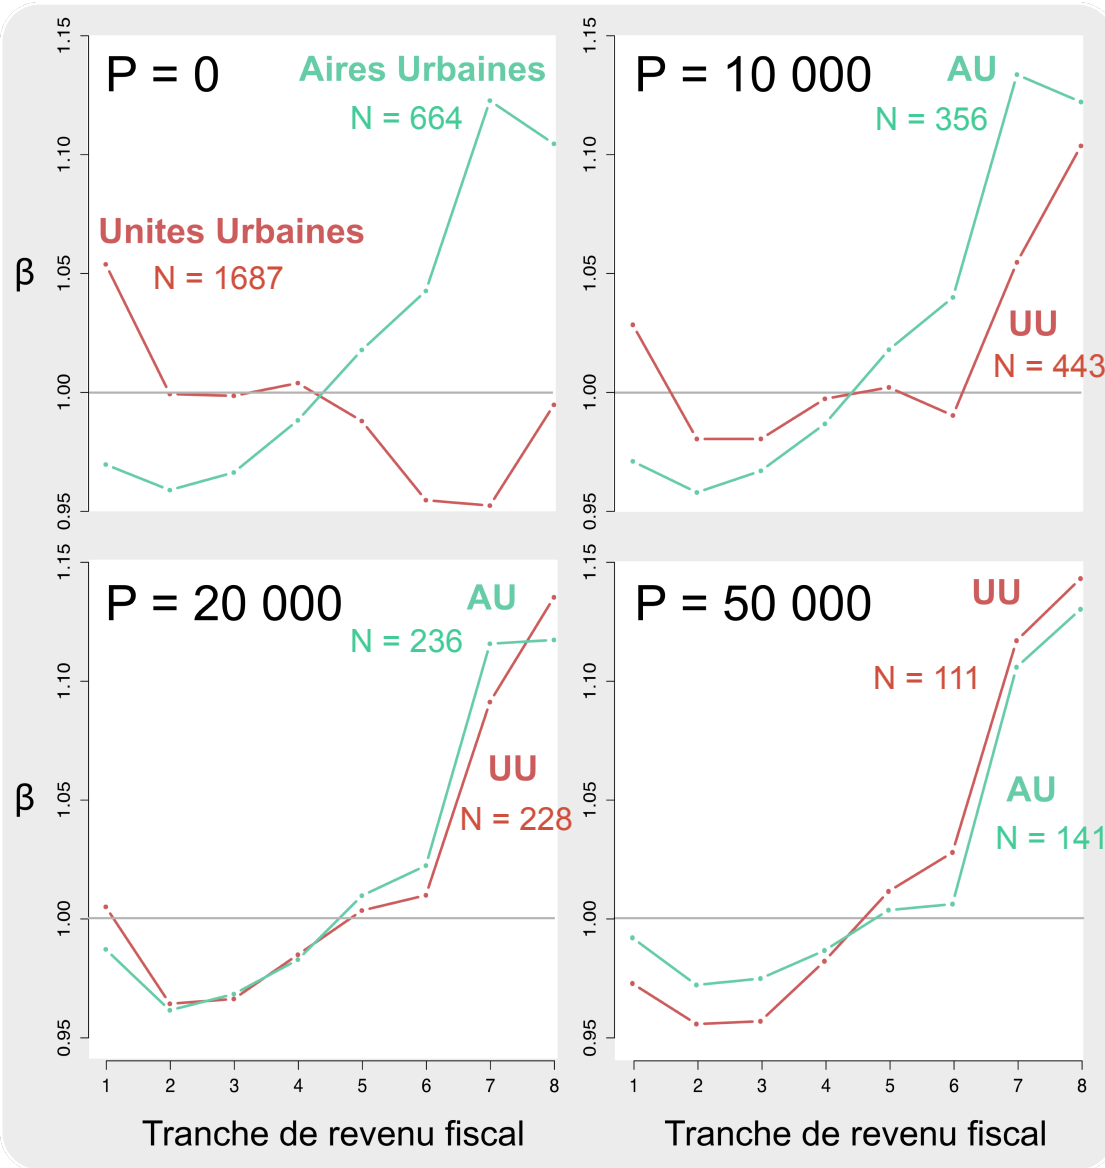 P = 0
Aires Urbaines
N = 664
Unites Urbaines
N = 1687
β
1.15
1.10
1.05
1.00
0.95
P = 10 000
AU
N = 356
UU
N = 443
1.15
1.10
1.05
1.00
0.95
P = 20 000
AU
N = 236
UU
N = 228
β
1.15
1.10
1.05
1.00
0.95
1 2 3 4 5 6 7 8
Tranche de revenu fiscal
P = 50 000
UU
N = 111
AU
N = 141
1.15
1.10
1.05
1.00
0.95
1 2 3 4 5 6 7 8
Tranche de revenu fiscal